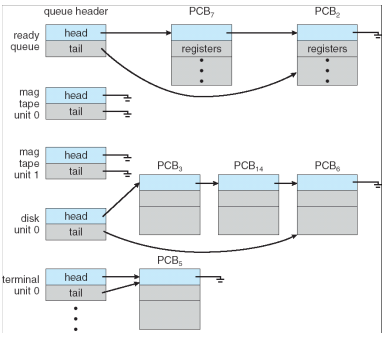 queue header PCB7 PCB2
ready queue
head
tail
registers
registers
mag tape unit 0
head
tail
mag tape unit 1
head
tail
PCB3 PCB14 PCB6
disk unit 0
head
tail
PCB5
terminal unit 0
head
tail